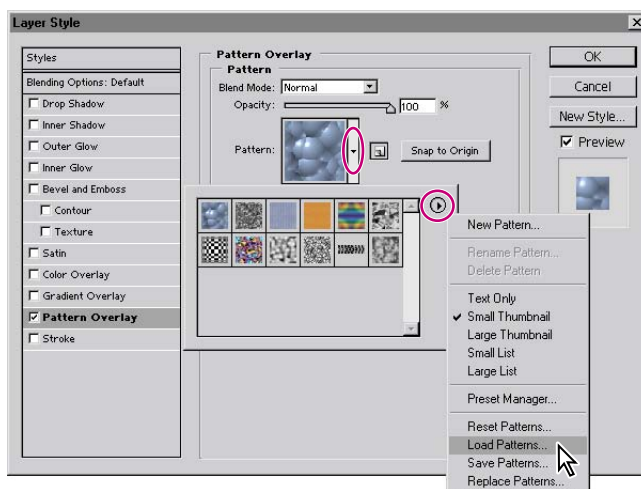 Layer Style
Styles
Blending Options: Default
Drop Shadow
Inner Shadow
Outer Glow
Inner Glow
Bevel and Emboss
Contour
Texture
Satin
Color Overlay
Gradient Overlay
Pattern Overlay
Stroke
Pattern Overlay
Pattern
Blend Mode: Normal
Opacity: 100 %
Pattern: Snap to Origin
OK
Cancel
New Style...
Preview
New Pattern...
Rename Pattern...
Delete Pattern
Text Only
Small Thumbnail
Large Thumbnail
Small List
Large List
Preset Manager...
Reset Patterns...
Load Patterns...
Save Patterns...
Replace Patterns...